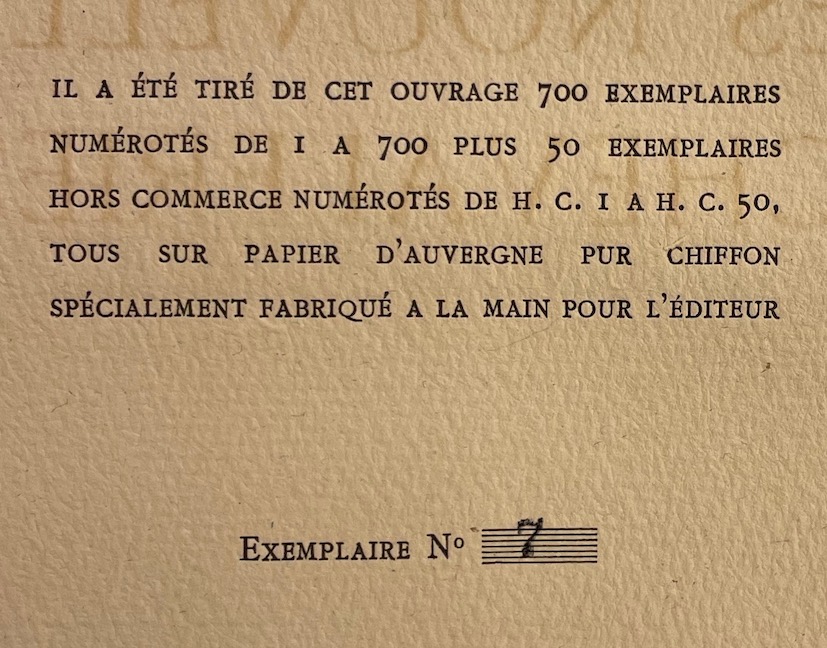 IL A ÉTÉ TIRÉ DE CET OUVRAGE 700 EXEMPLAIRES
NUMÉROTÉS DE I A 700 PLUS 50 EXEMPLAIRES
HORS COMMERCE NUMÉROTÉS DE H. C. I A H. C. 50,
TOUS SUR PAPIER D'AUVERGNE PUR CHIFFON
SPÉCIALEMENT FABRIQUÉ A LA MAIN POUR L'ÉDITEUR
EXEMPLAIRE Nº 7